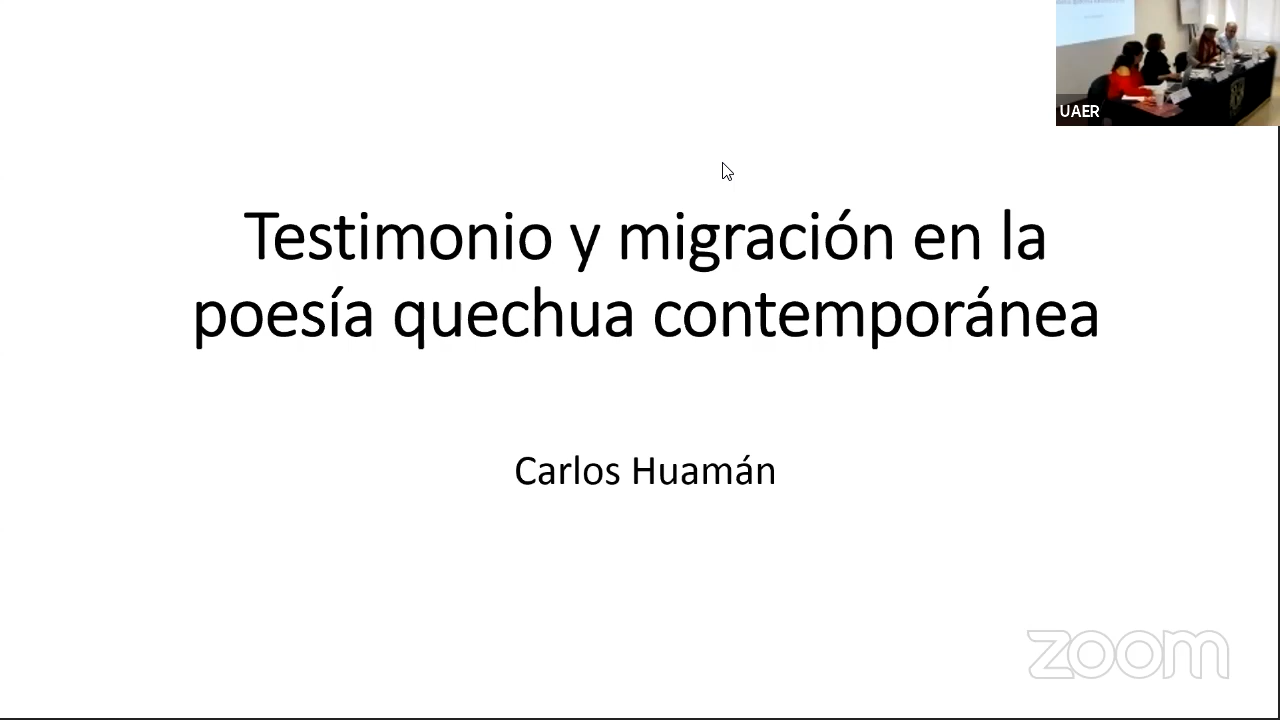 UAER
Testimonio y migración en la
poesía quechua contemporánea
Carlos Huamán
zoom